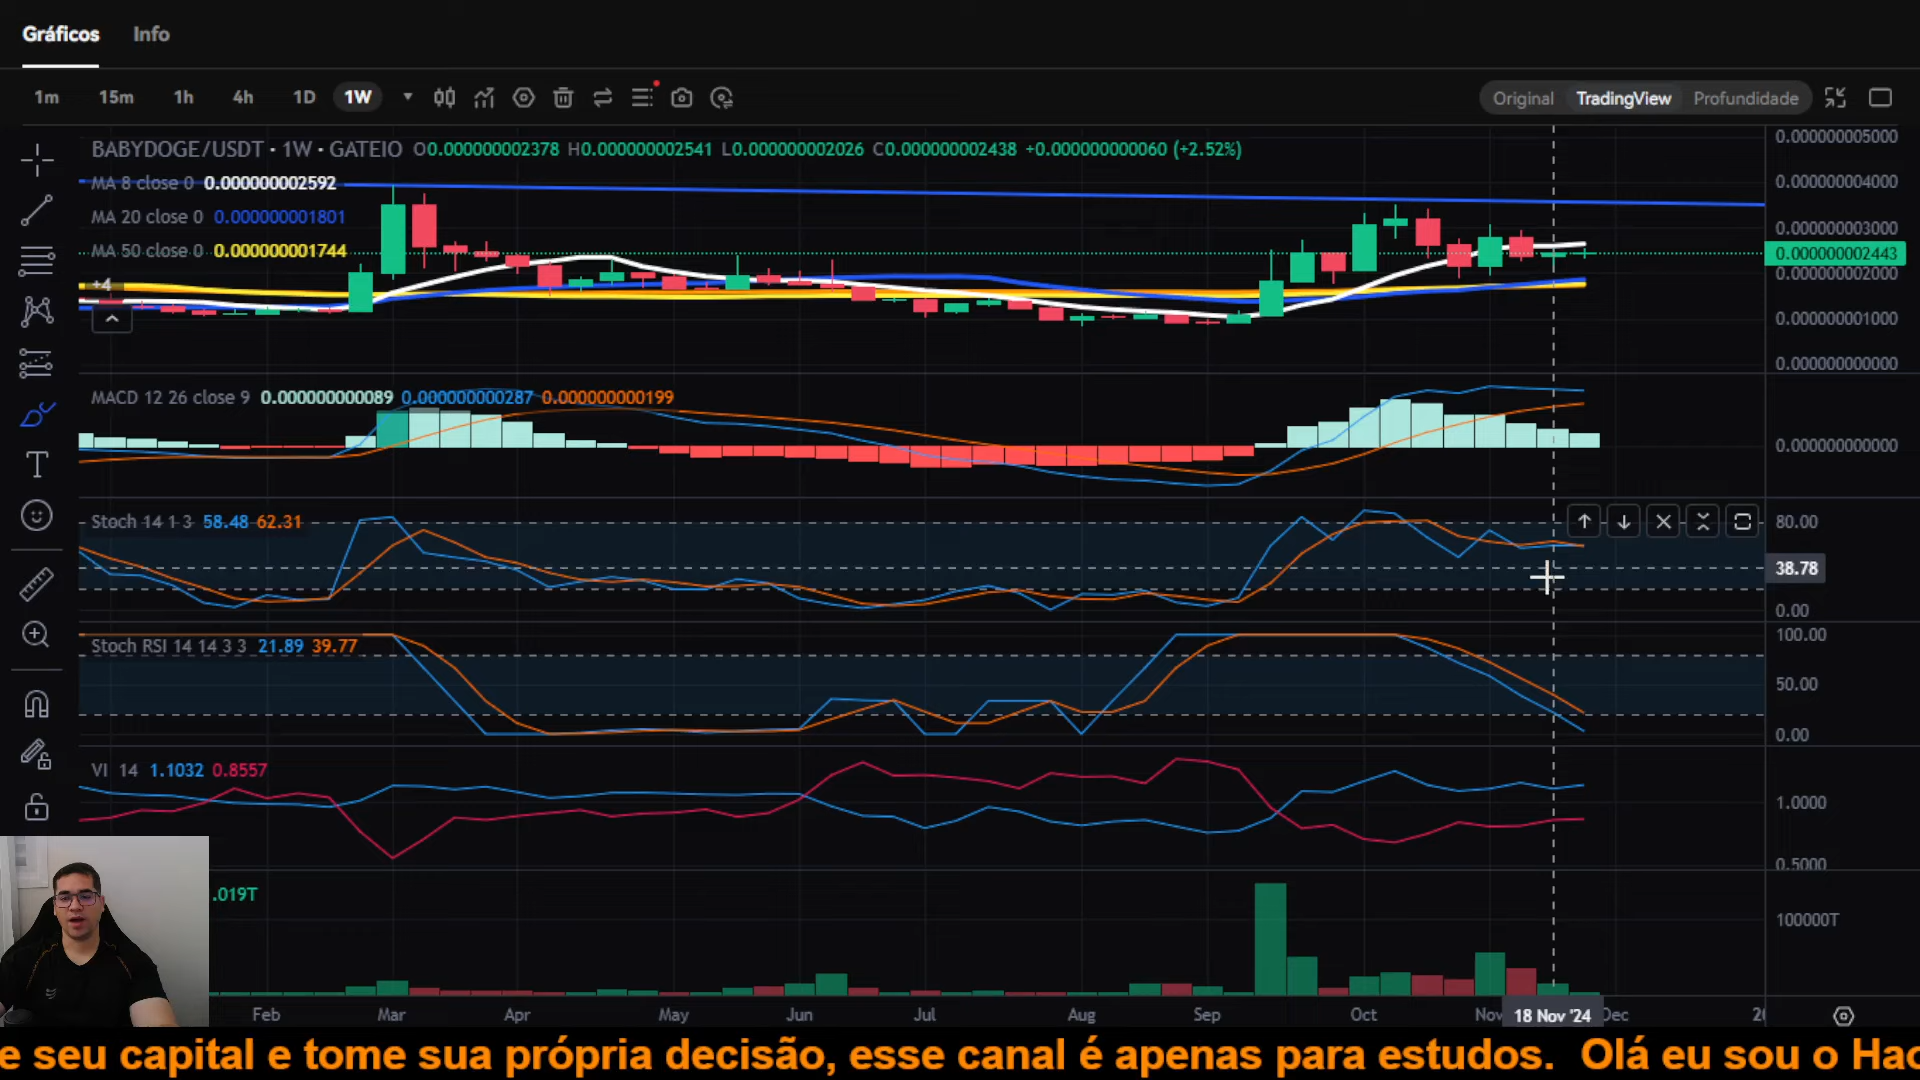 Gráficos Info
1m 15m 1h 4h 1D 1W Original TradingView Profundidade
BABYDOGE/USDT · 1W · GATEIO O0.000000002378 H0.000000002541 L0.000000002026 C0.000000002438 +0.000000000060 (+2.52%)
MA 8 close 0 0.000000002592
MA 20 close 0 0.000000001801
MA 50 close 0 0.000000001744
+4
0.000000005000
0.000000004000
0.000000003000
0.000000002443
0.000000002000
0.000000001000
0.000000000000
MACD 12 26 close 9 0.000000000089 0.000000000287 0.000000000199
0.000000000000
Stoch 14 1 3 58.48 62.31
80.00
38.78
0.00
Stoch RSI 14 14 3 3 21.89 39.77
100.00
50.00
0.00
VI 14 1.1032 0.8557
1.0000
0.5000
.019T
100000T
Feb Mar Apr May Jun Jul Aug Sep Oct Nov 18 Nov '24 Dec
e seu capital e tome sua própria decisão, esse canal é apenas para estudos. Olá eu sou o Hac